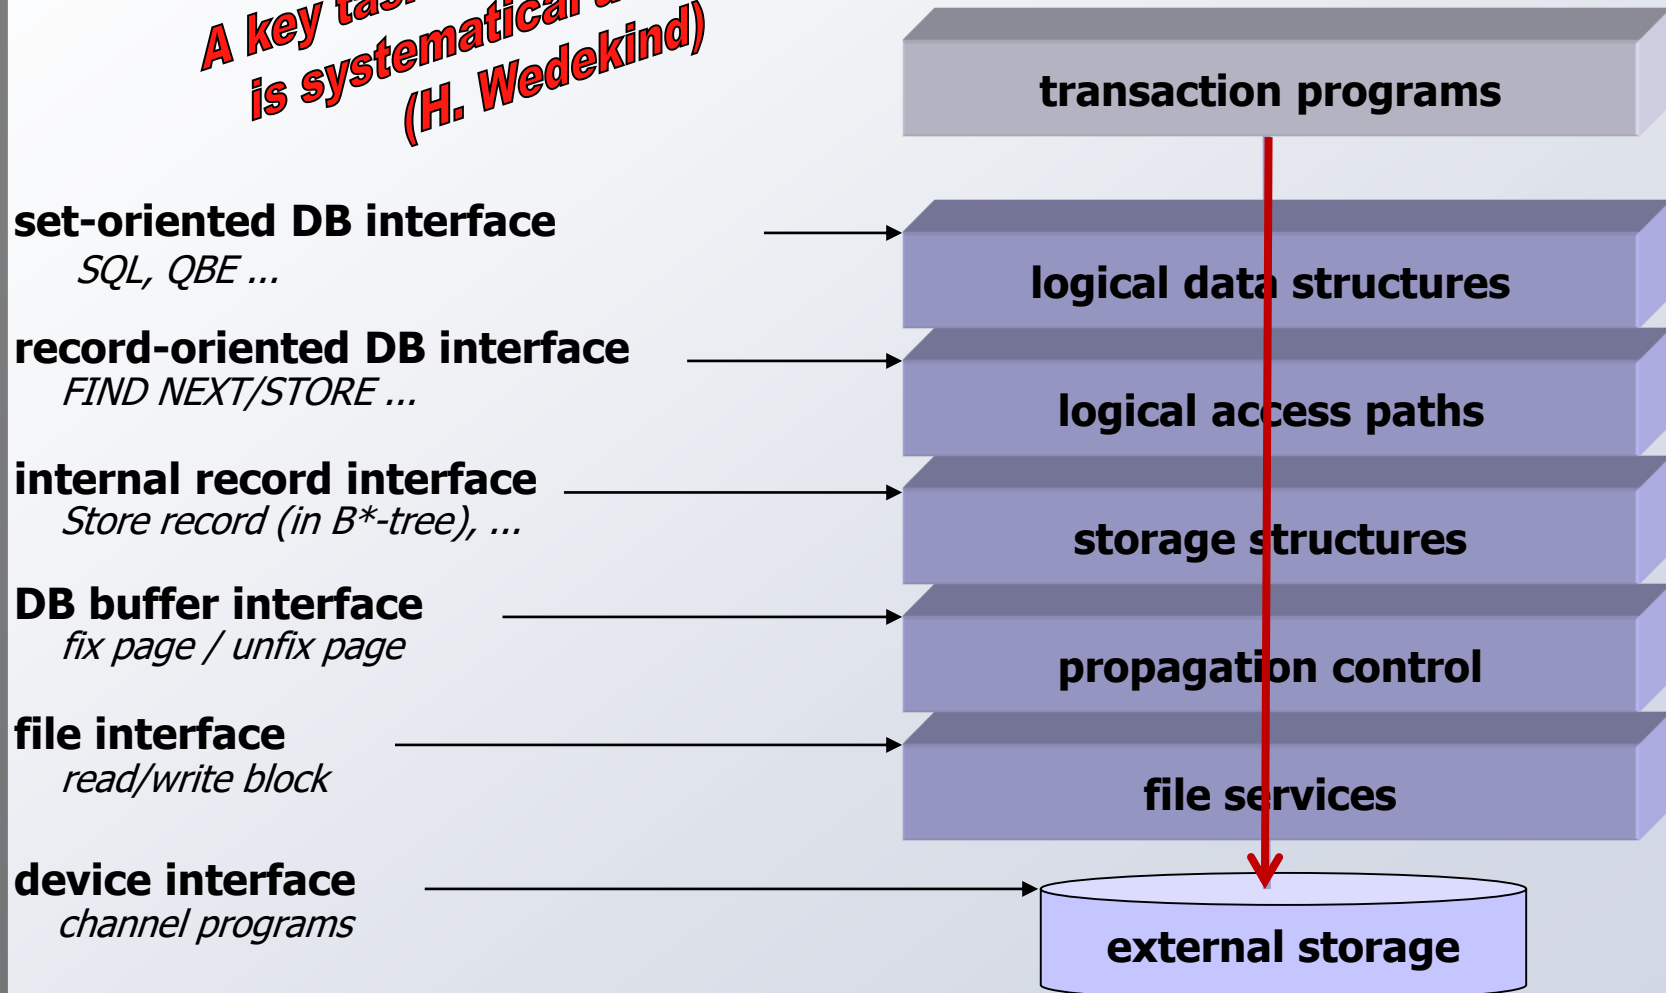 A key
is systematical
(H. Wedekind)
transaction programs
set-oriented DB interface
SQL, QBE ...
logical data structures
record-oriented DB interface
FIND NEXT/STORE ...
logical access paths
internal record interface
Store record (in B*-tree), ...
storage structures
DB buffer interface
fix page / unfix page
propagation control
file interface
read/write block
file services
device interface
channel programs
external storage